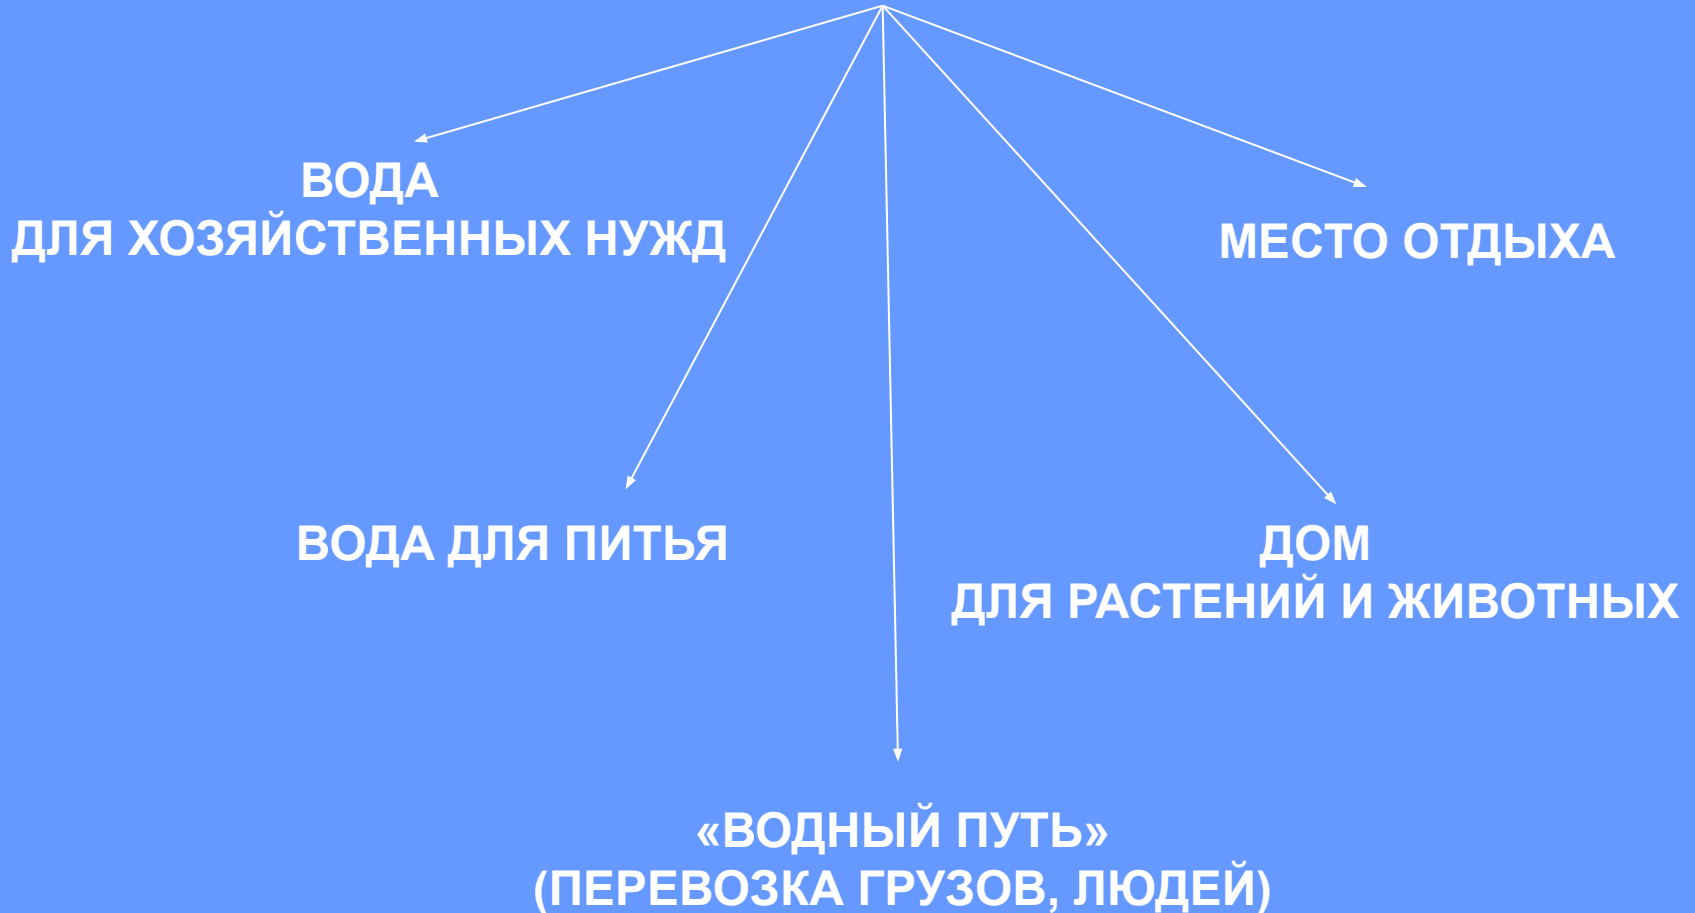 ВОДА
ДЛЯ ХОЗЯЙСТВЕННЫХ НУЖД
МЕСТО ОТДЫХА
ВОДА ДЛЯ ПИТЬЯ
ДОМ
ДЛЯ РАСТЕНИЙ И ЖИВОТНЫХ
«ВОДНЫЙ ПУТЬ»
(ПЕРЕВОЗКА ГРУЗОВ, ЛЮДЕЙ)